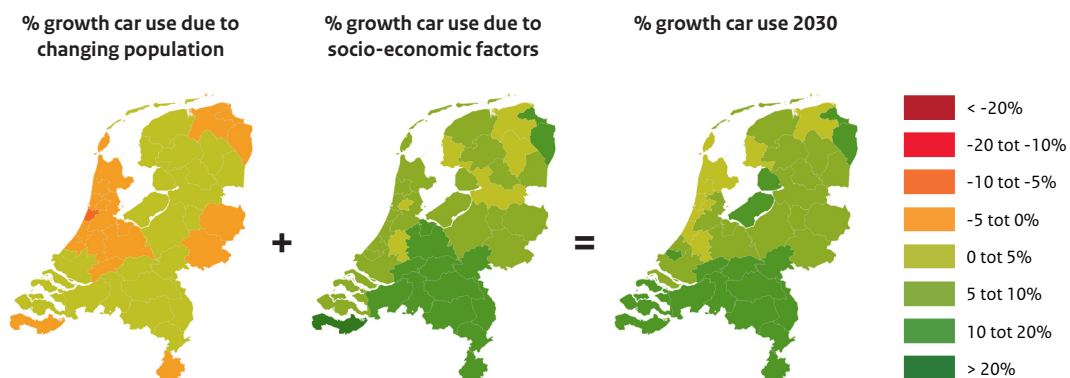 % growth car use due to
changing population
% growth car use due to
socio-economic factors
% growth car use 2030
+
=
< -20%
-20 tot -10%
-10 tot -5%
-5 tot 0%
0 tot 5%
5 tot 10%
10 tot 20%
> 20%